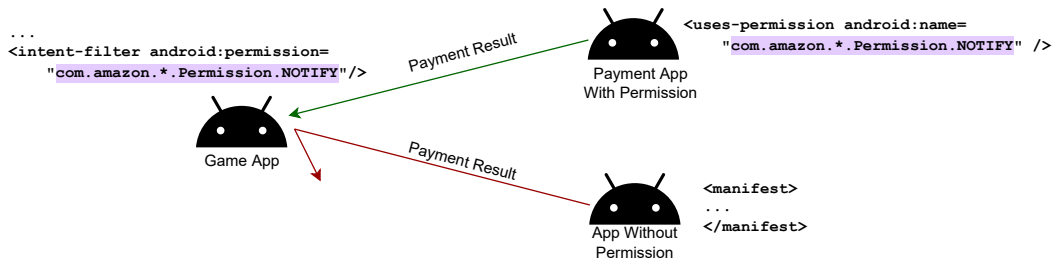 ...
<intent-filter android:permission=
"com.amazon.*.Permission.NOTIFY"/>
Game App
Payment Result
Payment App
With Permission
<uses-permission android:name=
"com.amazon.*.Permission.NOTIFY" />
Payment Result
App Without
Permission
<manifest>
...
</manifest>